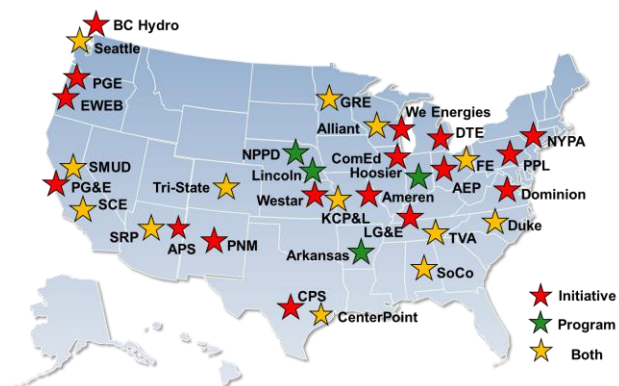 BC Hydro
Seattle
PGE
EWEB
GRE
We Energies
Alliant
DTE
NYPA
NPPD
ComEd
Hoosier
FE
PPL
SMUD
Lincoln
AEP
PG&E
Tri-State
Westar
Ameren
Dominion
SCE
KCP&L
LG&E
Duke
SRP
APS
PNM
TVA
Arkansas
SoCo
CPS
CenterPoint
Initiative
Program
Both